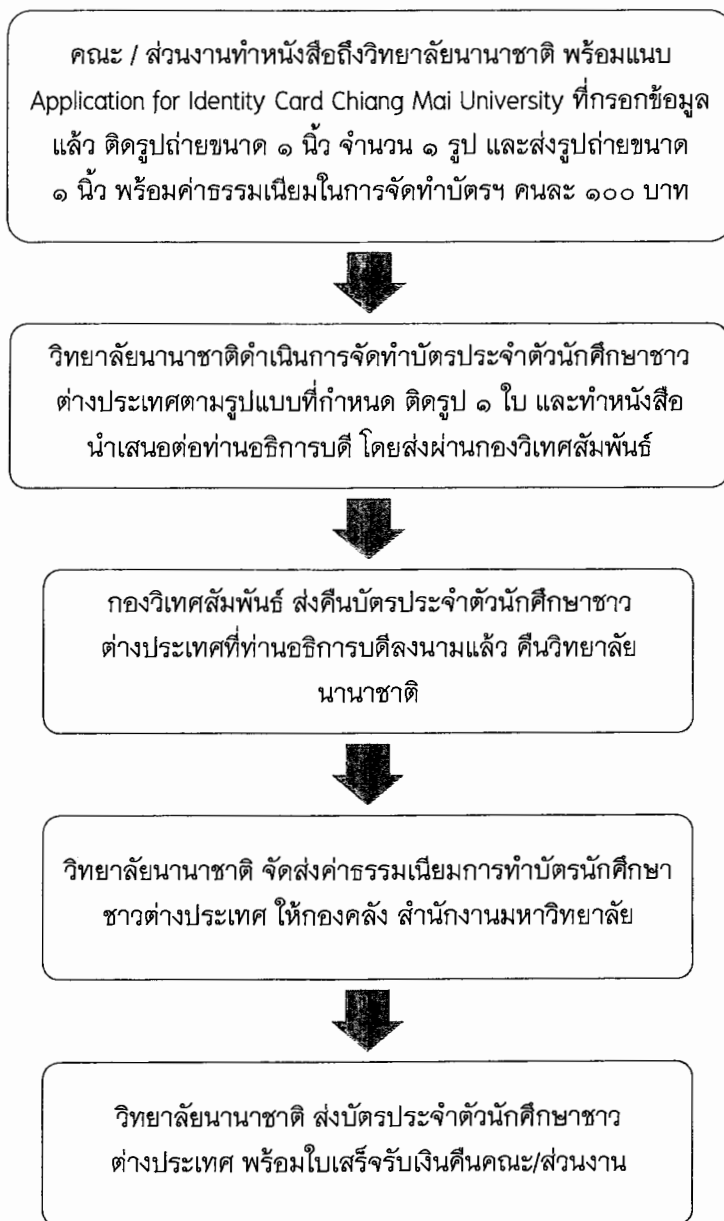 คณะ / ส่วนงานทำหนังสือถึงวิทยาลัยนานาชาติ พร้อมแนบ
Application for Identity Card Chiang Mai University ที่กรอกข้อมูล
แล้ว ติดรูปถ่ายขนาด ๑ นิ้ว จำนวน ๑ รูป และส่งรูปถ่ายขนาด
๑ นิ้ว พร้อมค่าธรรมเนียมในการจัดทำบัตรฯ คนละ ๑๐๐ บาท
วิทยาลัยนานาชาติดำเนินการจัดทำบัตรประจำตัวนักศึกษาชาว
ต่างประเทศตามรูปแบบที่กำหนด ติดรูป ๑ ใบ และทำหนังสือ
นำเสนอต่อท่านอธิการบดี โดยส่งผ่านกองวิเทศสัมพันธ์
กองวิเทศสัมพันธ์ ส่งคืนบัตรประจำตัวนักศึกษาชาว
ต่างประเทศที่ท่านอธิการบดีลงนามแล้ว คืนวิทยาลัย
นานาชาติ
วิทยาลัยนานาชาติ จัดส่งค่าธรรมเนียมการทำบัตรนักศึกษา
ชาวต่างประเทศ ให้กองคลัง สำนักงานมหาวิทยาลัย
วิทยาลัยนานาชาติ ส่งบัตรประจำตัวนักศึกษาชาว
ต่างประเทศ พร้อมใบเสร็จรับเงินคืนคณะ/ส่วนงาน